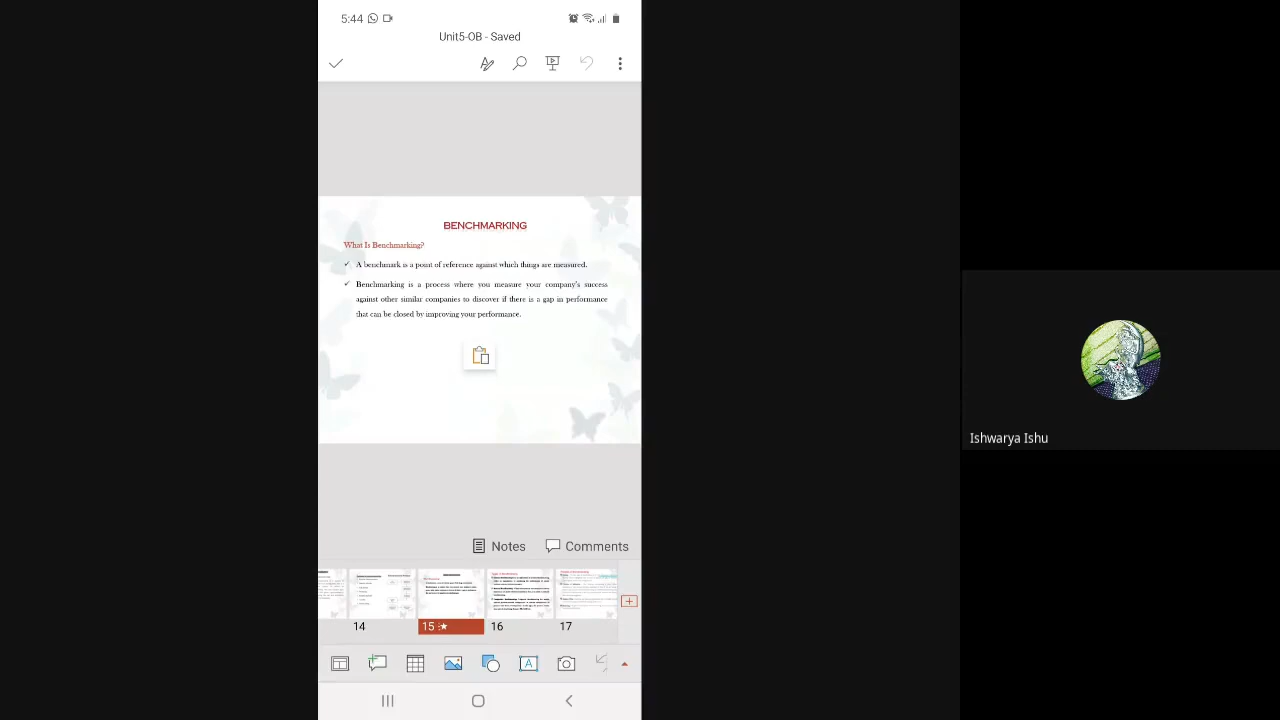 5:44
Unit5-OB - Saved
BENCHMARKING
What Is Benchmarking?
✓ A benchmark is a point of reference against which things are measured.
✓ Benchmarking is a process where you measure your company's success
against other similar companies to discover if there is a gap in performance
that can be closed by improving your performance.
Notes Comments
14 15 16 17
Ishwarya Ishu